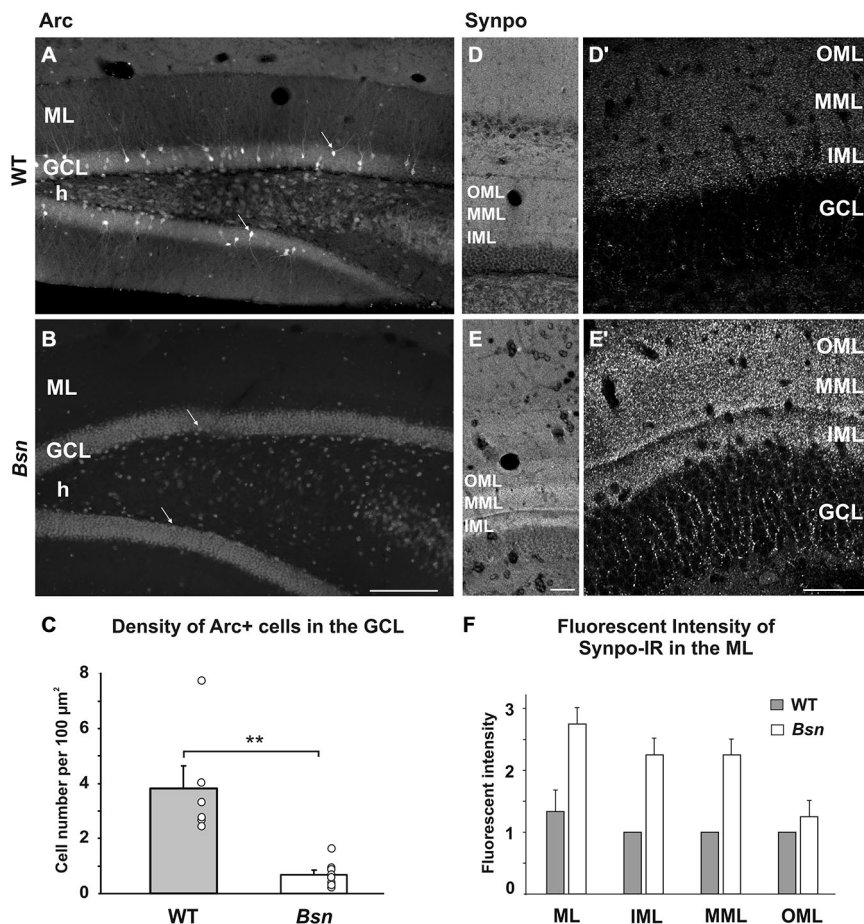 Arc
Synpo
WT
A
ML
GCL
h
D
OML
MML
IML
D'
OML
MML
IML
GCL
Bsn
B
ML
GCL
h
E
OML
MML
IML
E'
OML
MML
IML
GCL
C Density of Arc+ cells in the GCL
Cell number per 100 µm²
8
6
4
2
0
**
WT Bsn
F Fluorescent Intensity of
Synpo-IR in the ML
Fluorescent intensity
3
2
1
0
WT
Bsn
ML IML MML OML